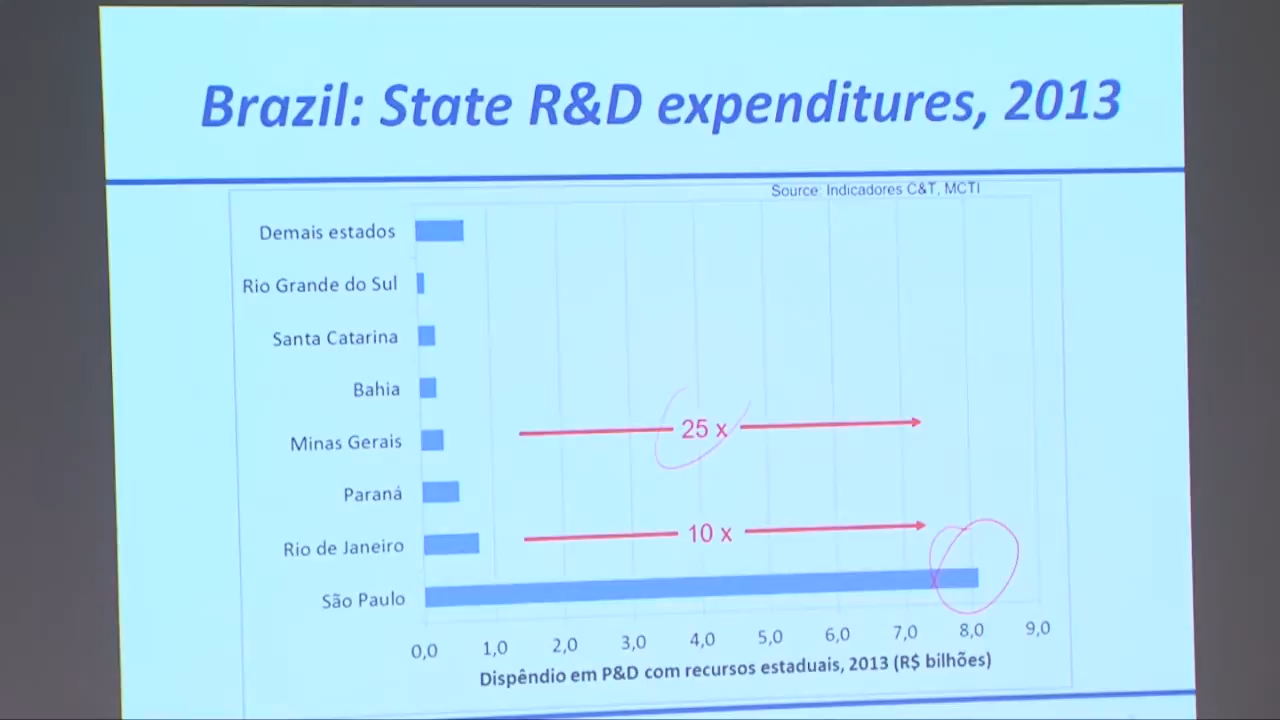 Brazil: State R&D expenditures, 2013
Source: Indicadores C&T, MCTI
Demais estados
Rio Grande do Sul
Santa Catarina
Bahia
25 x
Minas Gerais
Paraná
10 x
Rio de Janeiro
São Paulo
0,0 1,0 2,0 3,0 4,0 5,0 6,0 7,0 8,0 9,0
Dispêndio em P&D com recursos estaduais, 2013 (R$ bilhões)